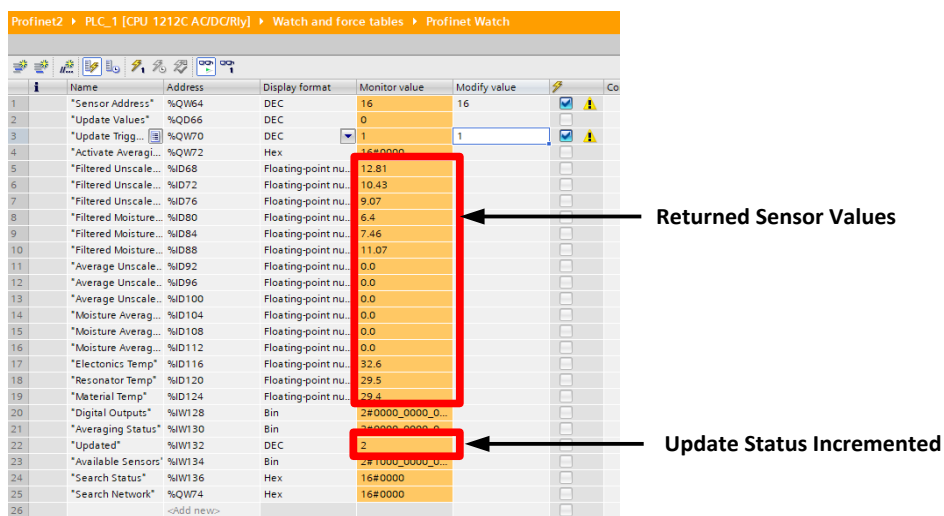 Profinet2 ▸ PLC_1 [CPU 1212C AC/DC/Rly] ▸ Watch and force tables ▸ Profinet Watch
i Name Address Display format Monitor value Modify value Co
1 "Sensor Address" %QW64 DEC 16 16
2 "Update Values" %QD66 DEC 0
3 "Update Trigg... %QW70 DEC 1 1
4 "Activate Averagi... %QW72 Hex 16#0000
5 "Filtered Unscale... %ID68 Floating-point nu... 12.81
6 "Filtered Unscale... %ID72 Floating-point nu... 10.43
7 "Filtered Unscale... %ID76 Floating-point nu... 9.07
8 "Filtered Moisture... %ID80 Floating-point nu... 6.4
Returned Sensor Values
9 "Filtered Moisture... %ID84 Floating-point nu... 7.46
10 "Filtered Moisture... %ID88 Floating-point nu... 11.07
11 "Average Unscale.. %ID92 Floating-point nu... 0.0
12 "Average Unscale.. %ID96 Floating-point nu... 0.0
13 "Average Unscale.. %ID100 Floating-point nu... 0.0
14 "Moisture Averag... %ID104 Floating-point nu... 0.0
15 "Moisture Averag... %ID108 Floating-point nu... 0.0
16 "Moisture Averag... %ID112 Floating-point nu... 0.0
17 "Electonics Temp" %ID116 Floating-point nu... 32.6
18 "Resonator Temp" %ID120 Floating-point nu... 29.5
19 "Material Temp" %ID124 Floating-point nu... 29.4
20 "Digital Outputs" %IW128 Bin 2#0000_0000_0...
21 "Averaging Status" %IW130 Bin 2#0000_0000_0...
22 "Updated" %IW132 DEC 2
Update Status Incremented
23 "Available Sensors" %IW134 Bin 2#1000_0000_0...
24 "Search Status" %IW136 Hex 16#0000
25 "Search Network" %QW74 Hex 16#0000
26 <Add new>